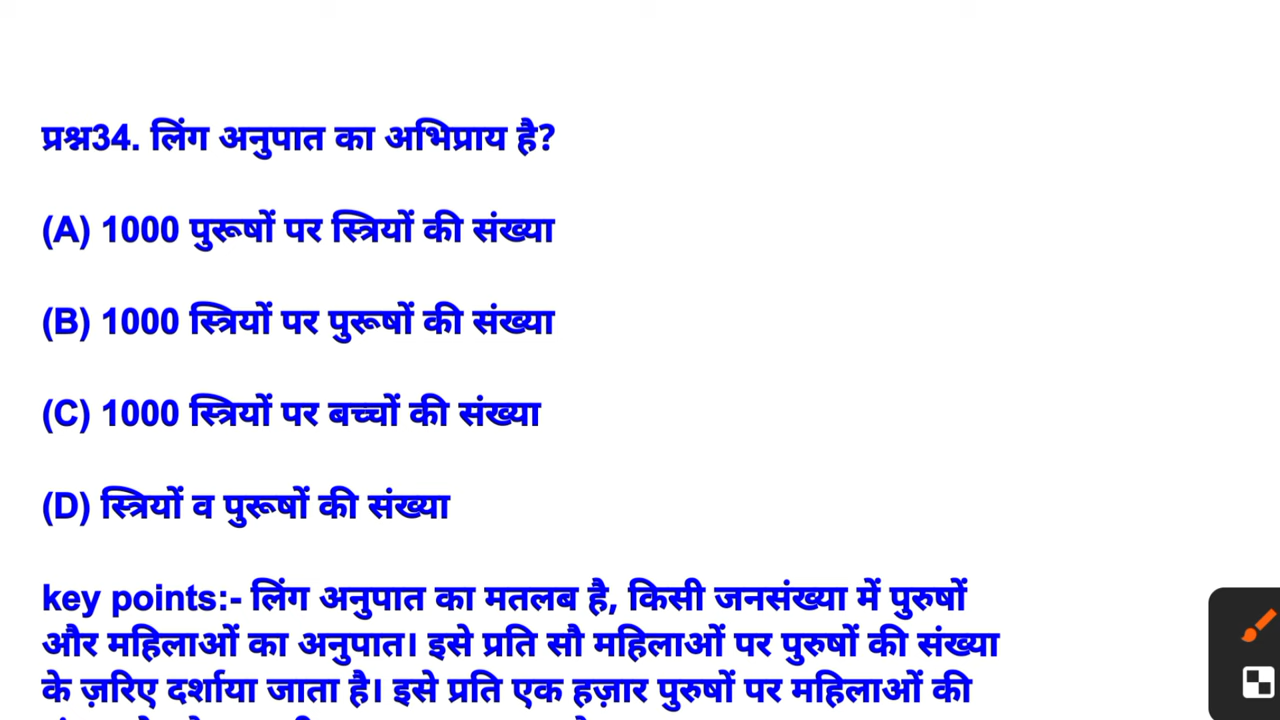 प्रश्न34. लिंग अनुपात का अभिप्राय है?
(A) 1000 पुरूषों पर स्त्रियों की संख्या
(B) 1000 स्त्रियों पर पुरूषों की संख्या
(C) 1000 स्त्रियों पर बच्चों की संख्या
(D) स्त्रियों व पुरूषों की संख्या
key points:- लिंग अनुपात का मतलब है, किसी जनसंख्या में पुरुषों
और महिलाओं का अनुपात। इसे प्रति सौ महिलाओं पर पुरुषों की संख्या
के ज़रिए दर्शाया जाता है। इसे प्रति एक हज़ार पुरुषों पर महिलाओं की